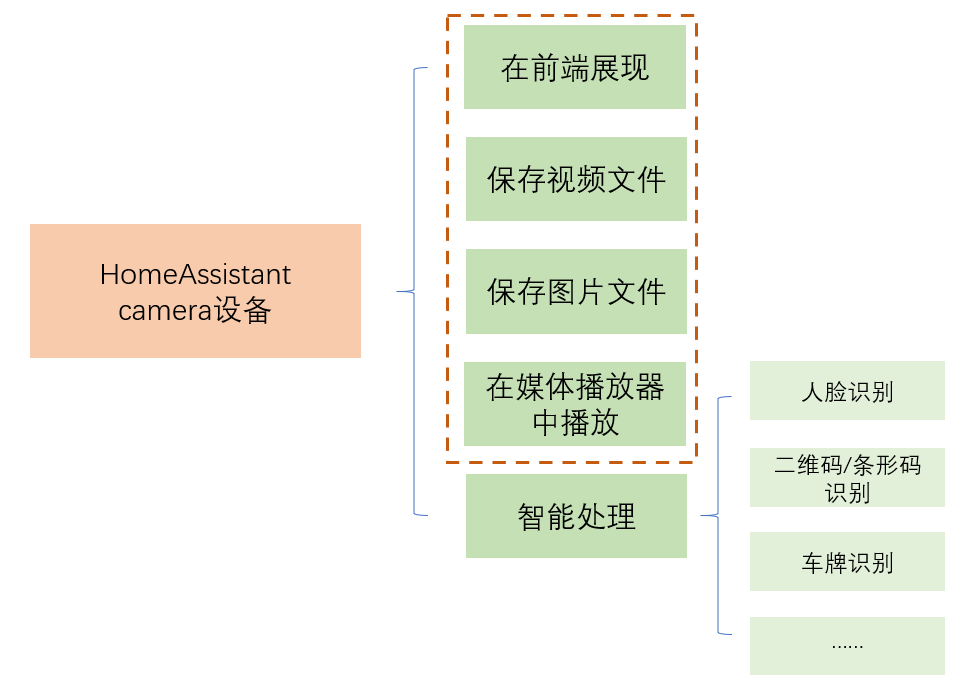 HomeAssistant
camera设备
在前端展现
保存视频文件
保存图片文件
在媒体播放器
中播放
智能处理
人脸识别
二维码/条形码
识别
车牌识别
……